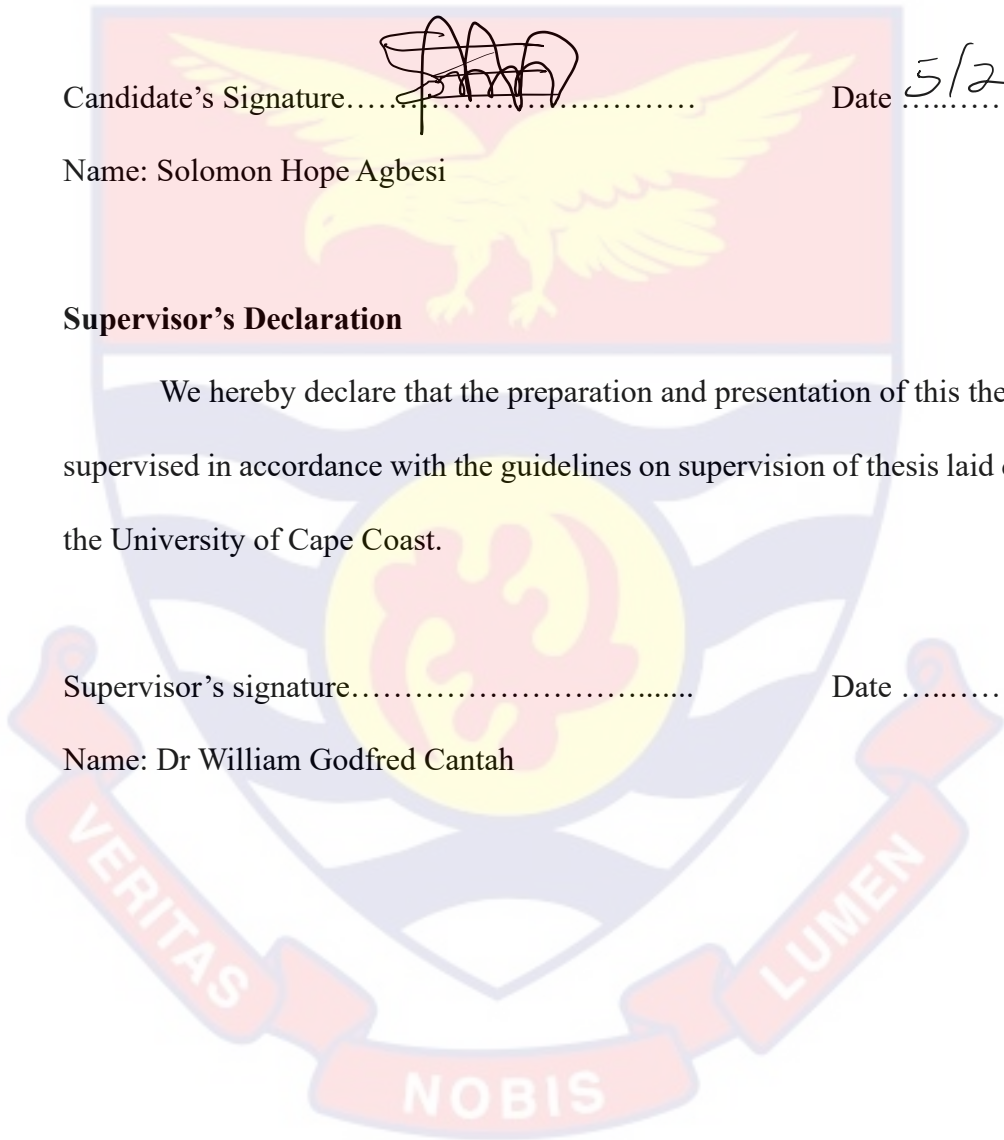 Candidate's Signature..................................... Date ......... 5/2
Name: Solomon Hope Agbesi
Supervisor's Declaration
We hereby declare that the preparation and presentation of this the
supervised in accordance with the guidelines on supervision of thesis laid
the University of Cape Coast.
Supervisor's signature..................................... Date .........
Name: Dr William Godfred Cantah
VERITAS
NOBIS
LUMEN